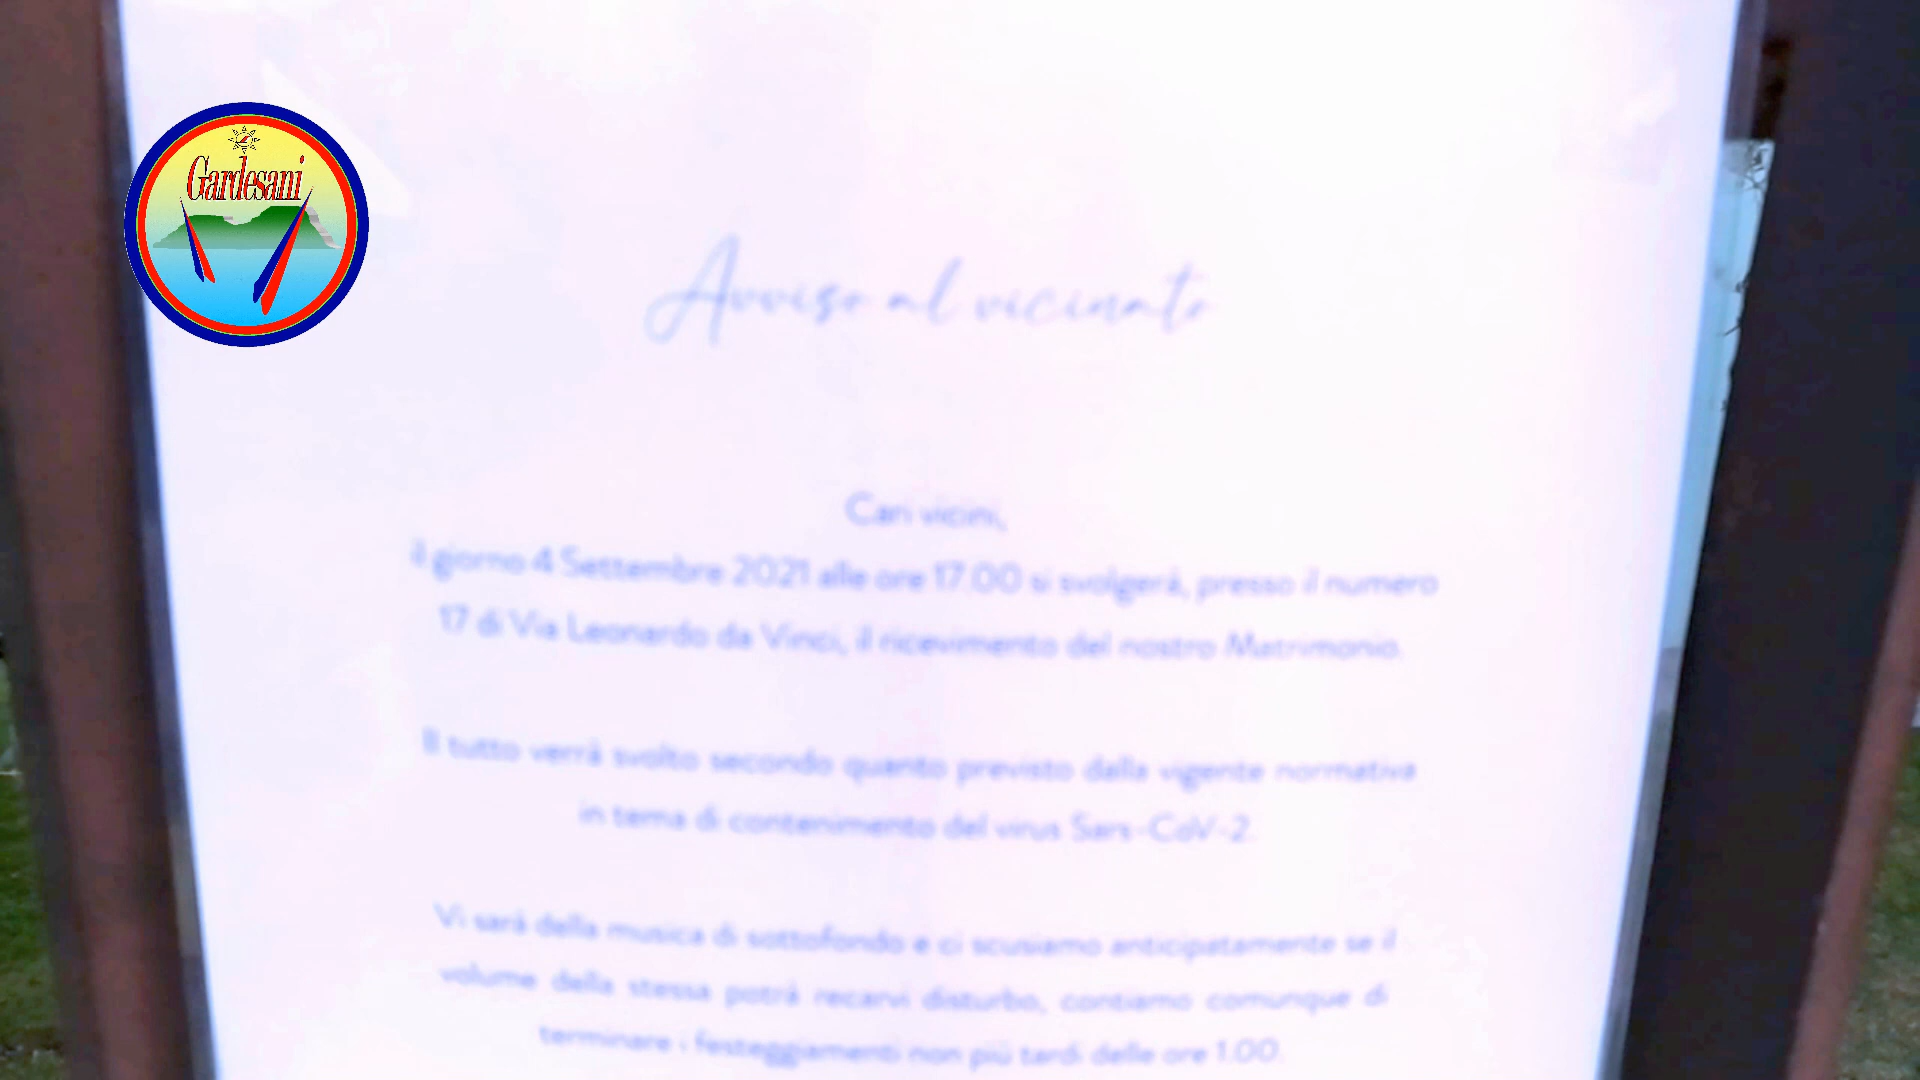 Gardesani
Avviso al vicinato
Cari vicini,
il giorno 4 Settembre 2021 alle ore 17.00 si svolgerà, presso il numero
17 di Via Leonardo da Vinci, il ricevimento del nostro Matrimonio.
Il tutto verrà svolto secondo quanto previsto dalla vigente normativa
in tema di contenimento del virus Sars-CoV-2.
Vi sarà della musica di sottofondo e ci scusiamo anticipatamente se il
volume della stessa potrà recarvi disturbo, contiamo comunque di
terminare i festeggiamenti non più tardi delle ore 1.00.